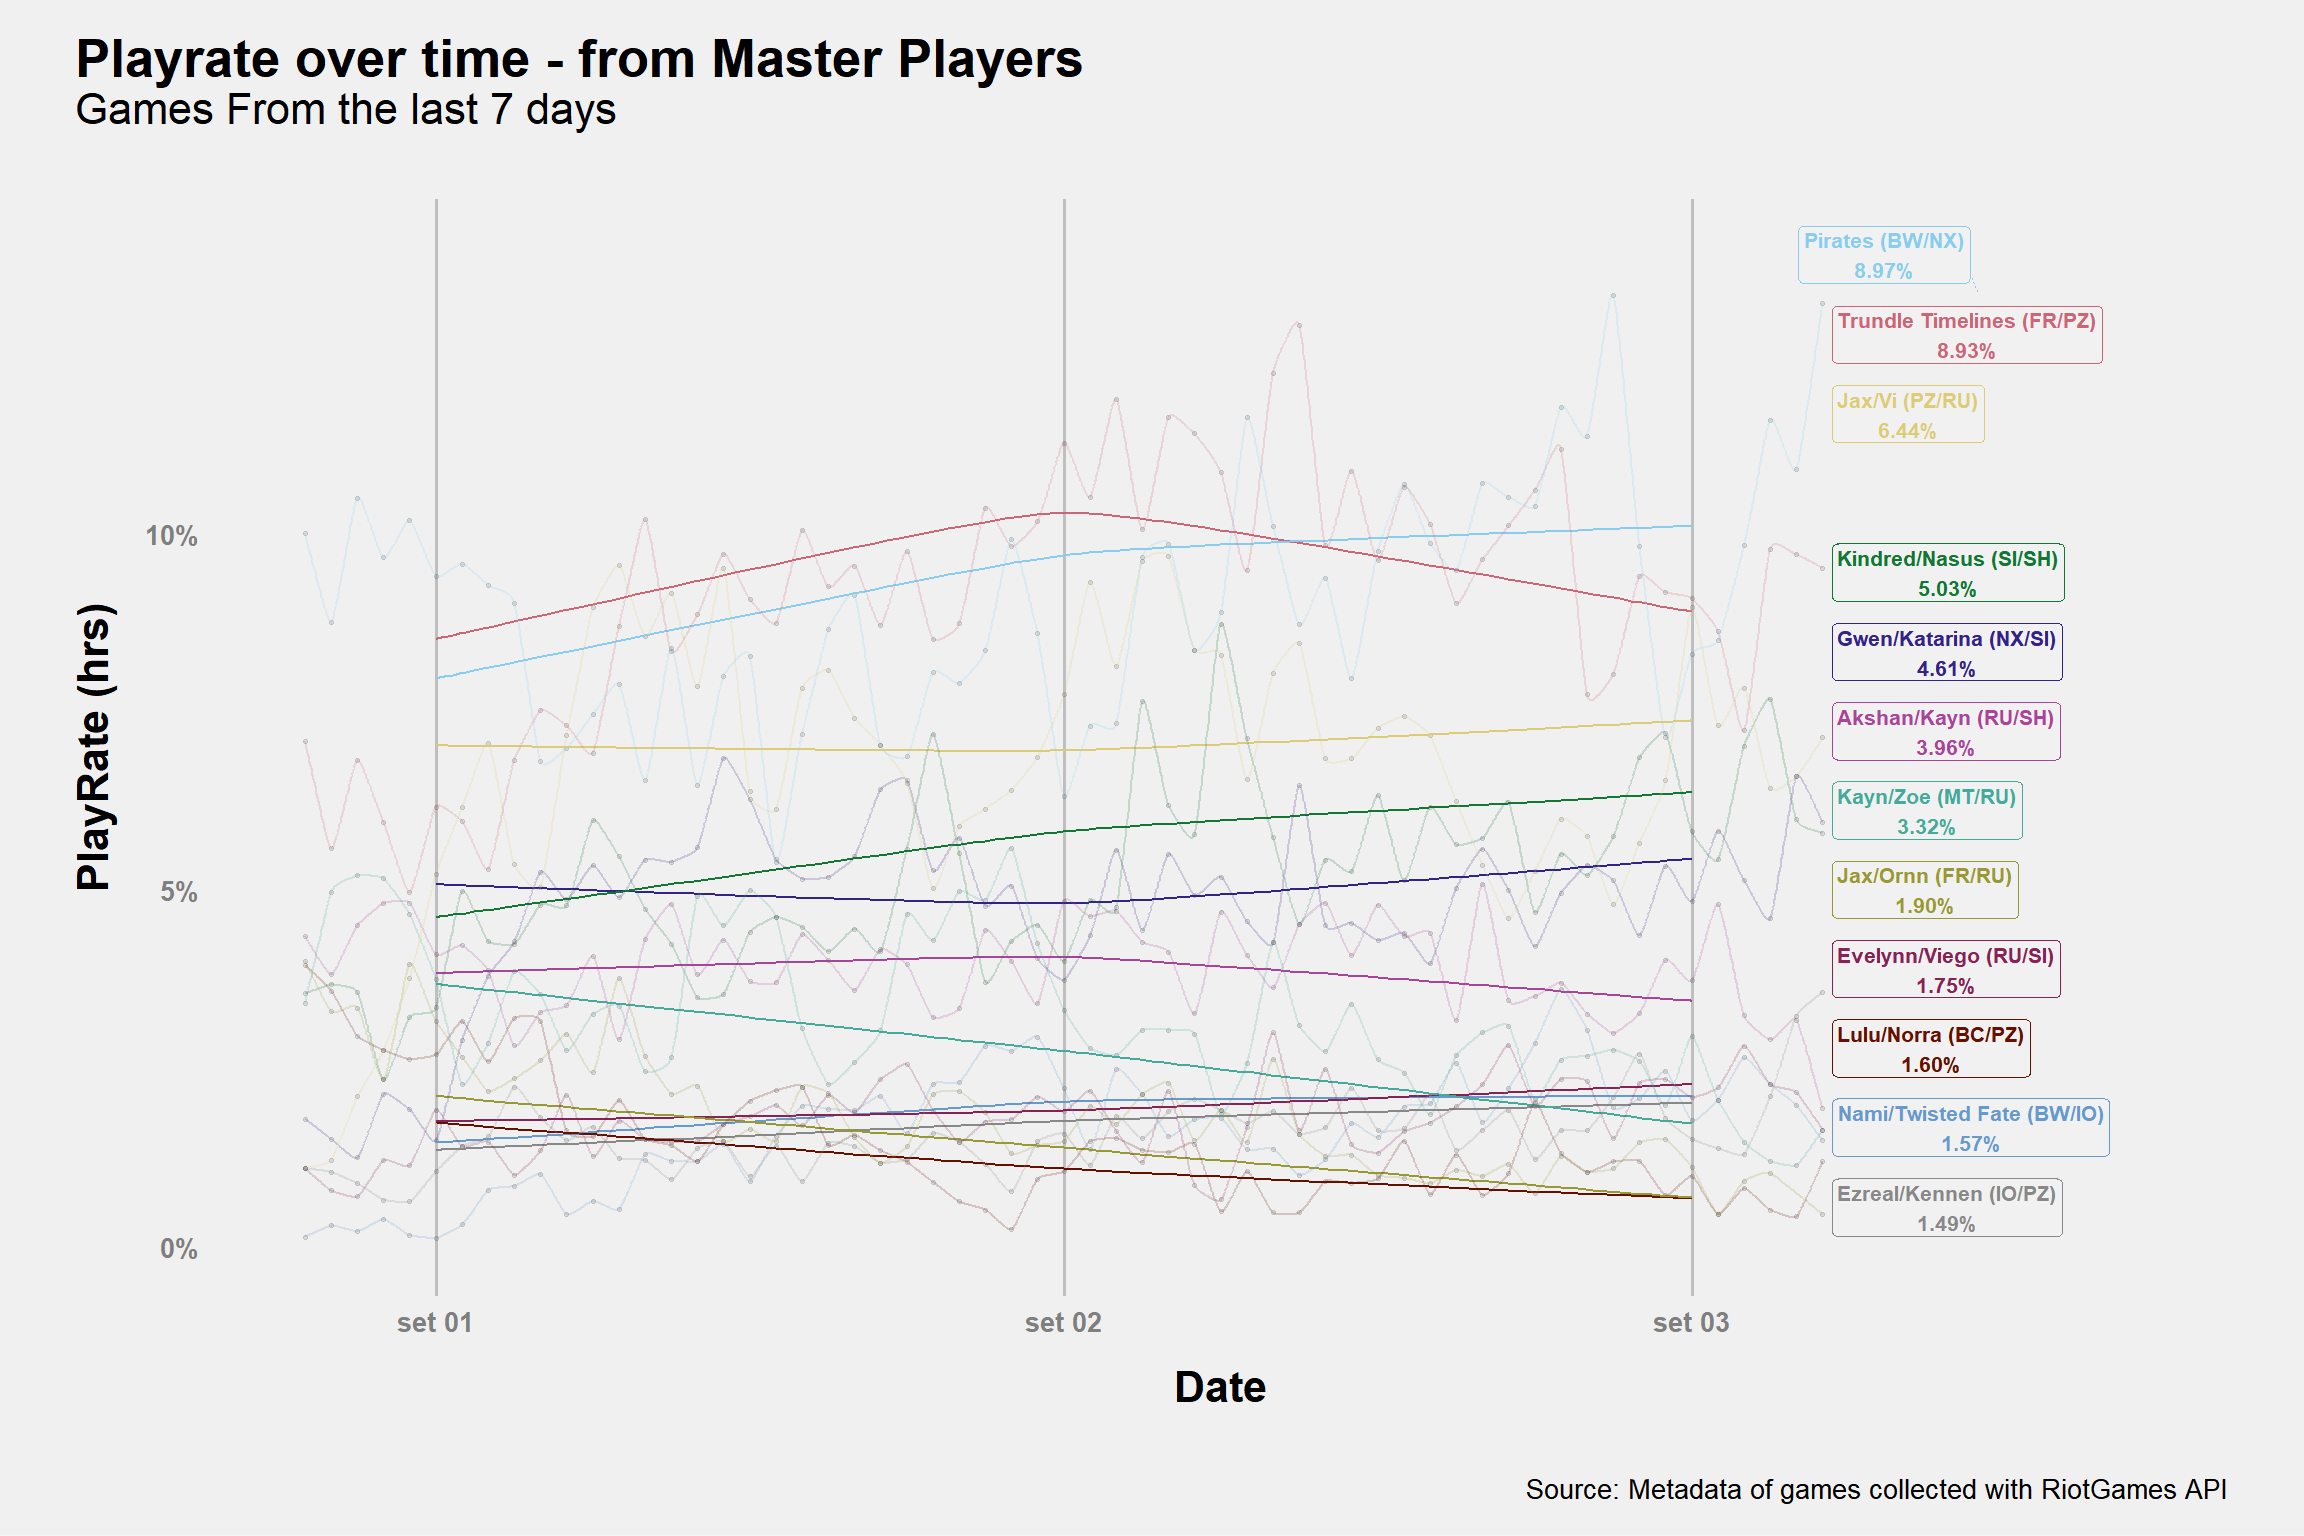 Playrate over time - from Master Players
Games From the last 7 days
Pirates (BW/NX)
8.97%
Trundle Timelines (FR/PZ)
8.93%
Jax/Vi (PZ/RU)
6.44%
Kindred/Nasus (SI/SH)
5.03%
Gwen/Katarina (NX/SI)
4.61%
Akshan/Kayn (RU/SH)
3.96%
Kayn/Zoe (MT/RU)
3.32%
Jax/Ornn (FR/RU)
1.90%
Evelynn/Viego (RU/SI)
1.75%
Lulu/Norra (BC/PZ)
1.60%
Nami/Twisted Fate (BW/IO)
1.57%
Ezreal/Kennen (IO/PZ)
1.49%
10%
5%
0%
PlayRate (hrs)
set 01
set 02
set 03
Date
Source: Metadata of games collected with RiotGames API